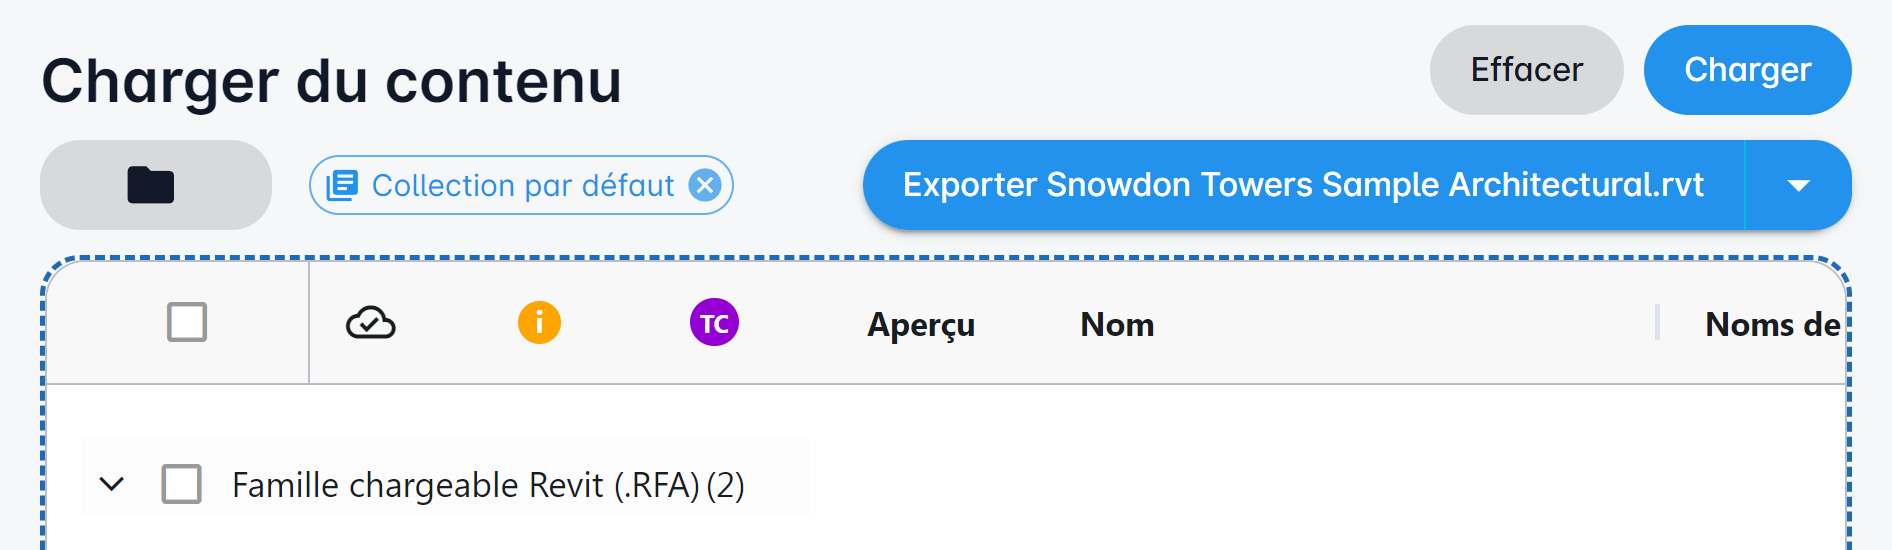 Charger du contenu
Effacer
Charger
Collection par défaut
Exporter Snowdon Towers Sample Architectural.rvt
i
TC
Aperçu
Nom
Noms de
Famille chargeable Revit (.RFA) (2)